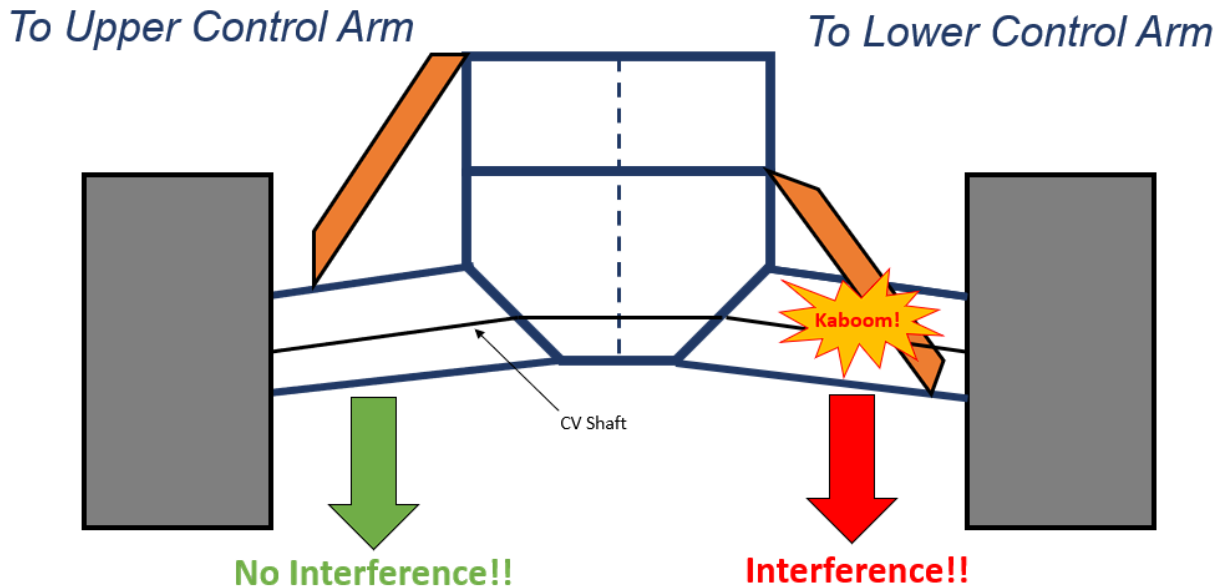 To Upper Control Arm
To Lower Control Arm
Kaboom!
CV Shaft
No Interference!!
Interference!!